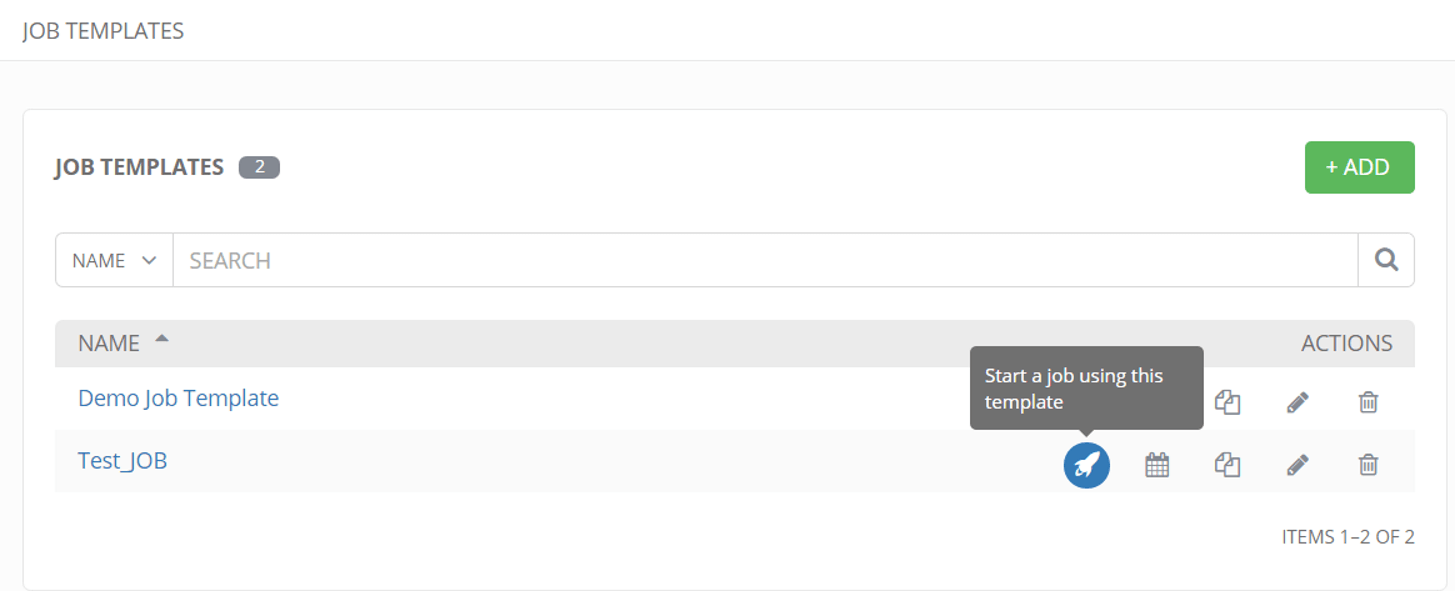 JOB TEMPLATES
JOB TEMPLATES 2
+ ADD
NAME SEARCH
NAME ACTIONS
Start a job using this
template
Demo Job Template
Test_JOB
ITEMS 1–2 OF 2